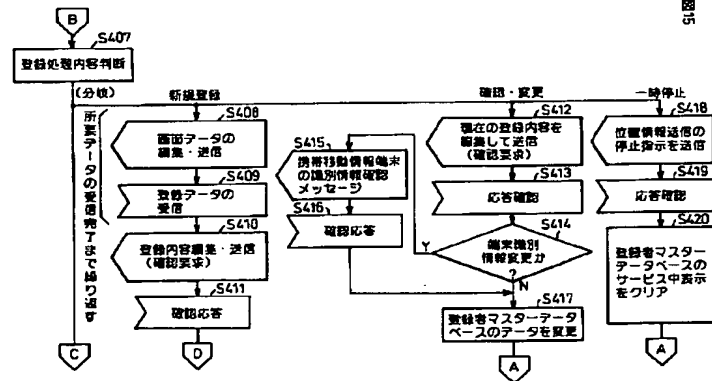 図15
B
S407
登録処理内容判断
(分岐)
新規登録
確認・変更
一時停止
所要データの受信完了まで繰り返す
S408
画面データの
編集・送信
S409
登録データの
受信
S410
登録内容編集・送信
(確認要求)
S411
確認応答
S412
現在の登録内容を
編集して送信
(確認要求)
S413
応答確認
S414
端末識別
情報変更か
?
Y
N
S415
携帯移動情報端末
の識別情報確認
メッセージ
S416
確認応答
S417
登録者マスターデータ
ベースのデータを変更
S418
位置情報送信の
停止指示を送信
S419
応答確認
S420
登録者マスター
データベースの
サービス中表示
をクリア
C
D
A
A